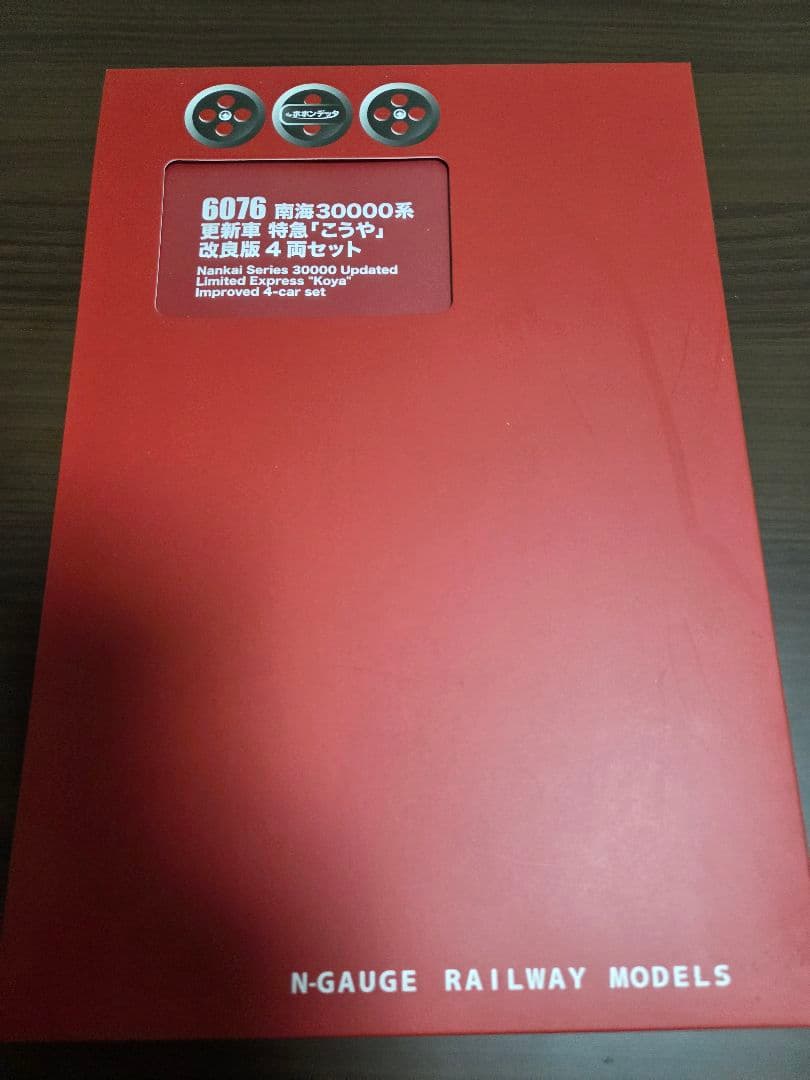 ポポンデッタ
6076 南海30000系
更新車 特急「こうや」
改良版 4両セット
Nankai Series 30000 Updated
Limited Express "Koya"
Improved 4-car set
N-GAUGE RAILWAY MODELS